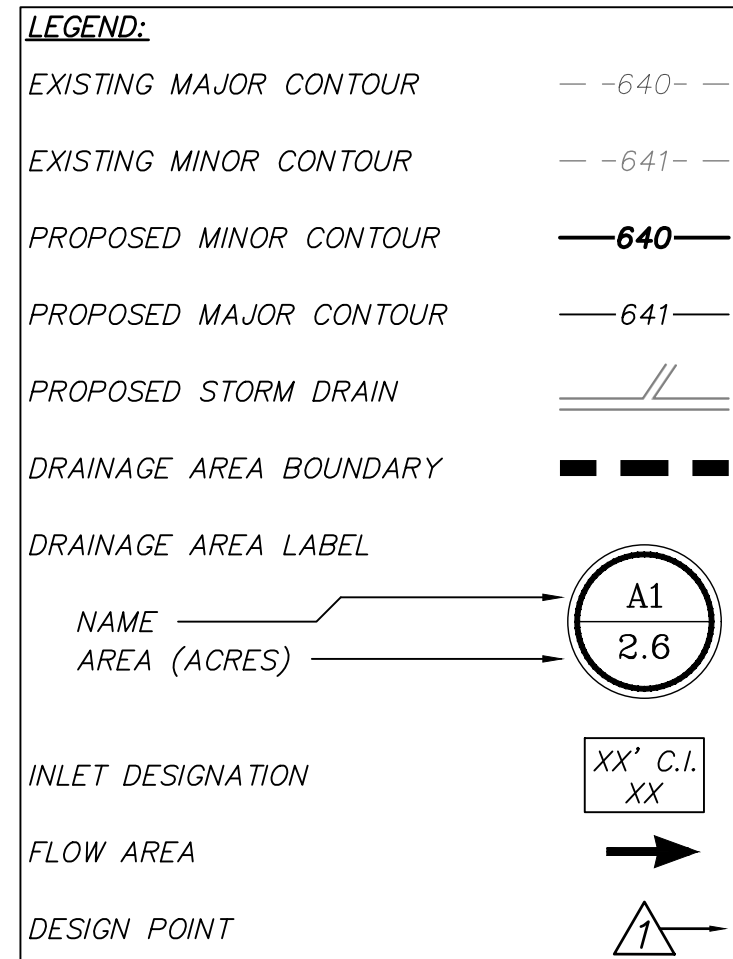 LEGEND:
EXISTING MAJOR CONTOUR -640-
EXISTING MINOR CONTOUR -641-
PROPOSED MINOR CONTOUR 640
PROPOSED MAJOR CONTOUR 641
PROPOSED STORM DRAIN
DRAINAGE AREA BOUNDARY
DRAINAGE AREA LABEL
NAME A1
AREA (ACRES) 2.6
INLET DESIGNATION XX' C.I.
XX
FLOW AREA
DESIGN POINT 1